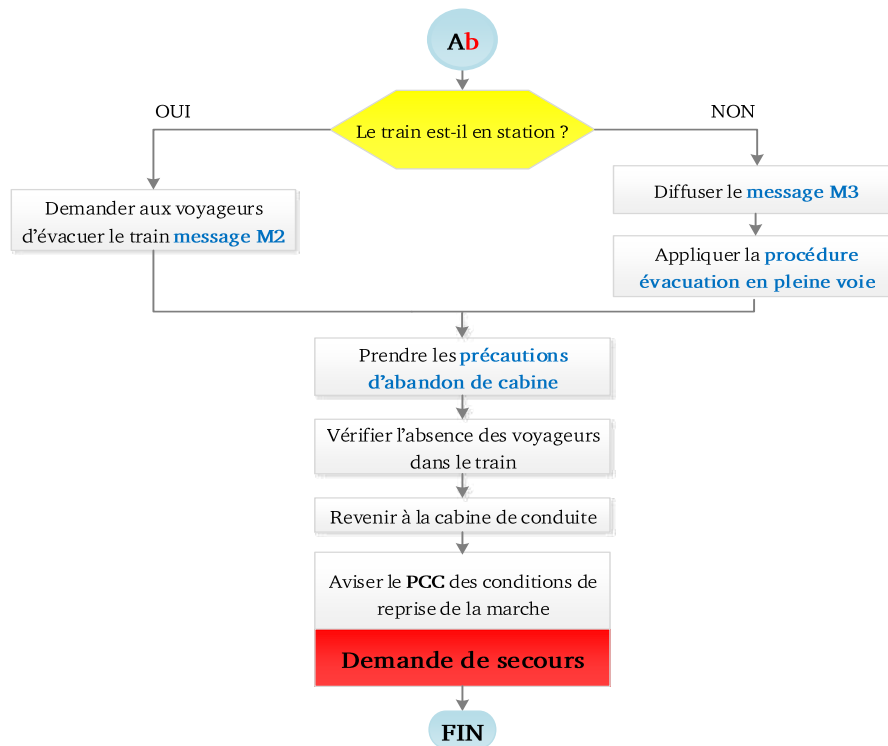 Ab
Le train est-il en station ?
OUI
NON
Demander aux voyageurs
d'évacuer le train message M2
Diffuser le message M3
Appliquer la procédure
évacuation en pleine voie
Prendre les précautions
d'abandon de cabine
Vérifier l'absence des voyageurs
dans le train
Revenir à la cabine de conduite
Aviser le PCC des conditions de
reprise de la marche
Demande de secours
FIN